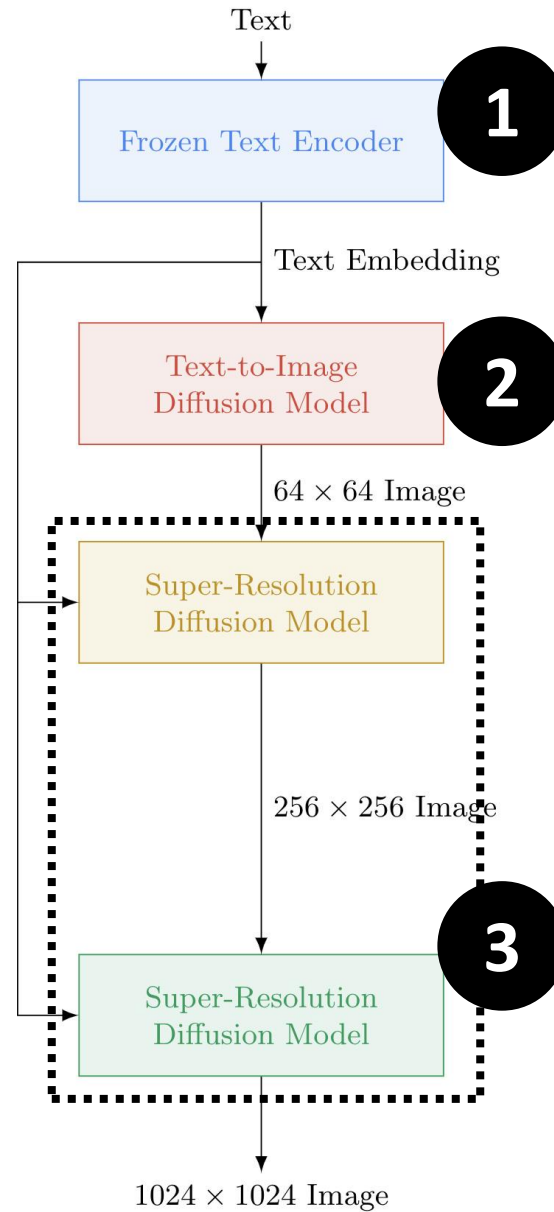 Text
Frozen Text Encoder
1
Text Embedding
Text-to-Image
Diffusion Model
2
64 × 64 Image
Super-Resolution
Diffusion Model
256 × 256 Image
Super-Resolution
Diffusion Model
3
1024 × 1024 Image